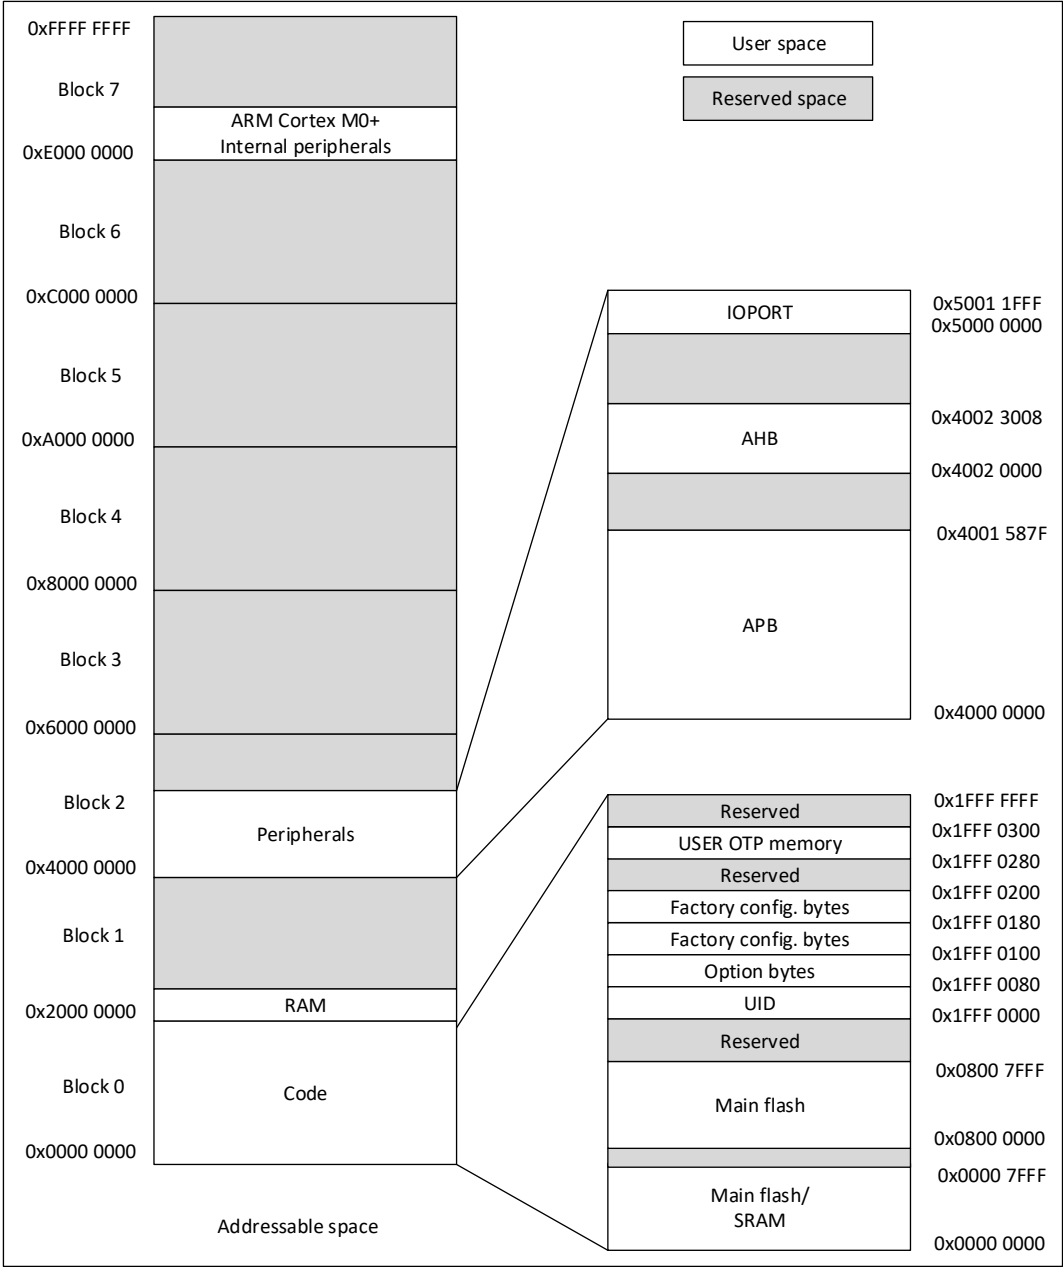 0xFFFF FFFF
Block 7
ARM Cortex M0+
Internal peripherals
0xE000 0000
Block 6
0xC000 0000
Block 5
0xA000 0000
Block 4
0x8000 0000
Block 3
0x6000 0000
Block 2
Peripherals
0x4000 0000
Block 1
RAM
0x2000 0000
Block 0
Code
0x0000 0000
Addressable space
User space
Reserved space
IOPORT
0x5001 1FFF
0x5000 0000
AHB
0x4002 3008
0x4002 0000
0x4001 587F
APB
0x4000 0000
Reserved
0x1FFF FFFF
0x1FFF 0300
USER OTP memory
0x1FFF 0280
Reserved
0x1FFF 0200
Factory config. bytes
0x1FFF 0180
Factory config. bytes
0x1FFF 0100
Option bytes
0x1FFF 0080
UID
0x1FFF 0000
Reserved
0x0800 7FFF
Main flash
0x0800 0000
0x0000 7FFF
Main flash/
SRAM
0x0000 0000